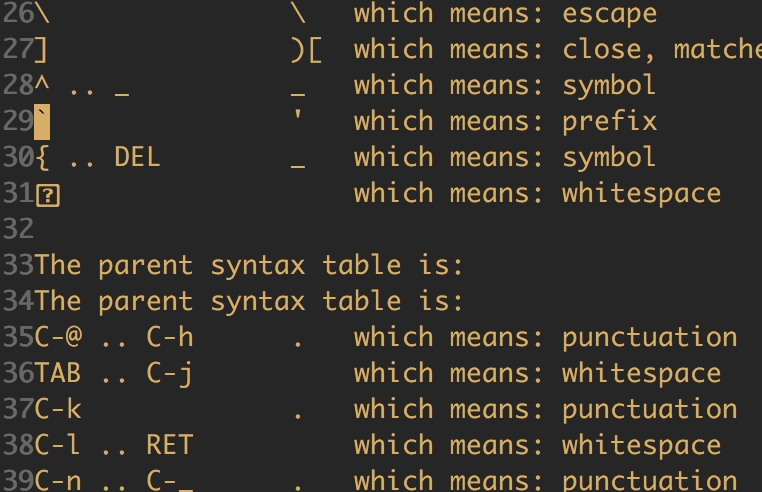 26\ \ which means: escape
27] )[ which means: close, matche
28^ .. _ _ which means: symbol
29` ' which means: prefix
30{ .. DEL _ which means: symbol
31⍰ which means: whitespace
32
33The parent syntax table is:
34The parent syntax table is:
35C-@ .. C-h . which means: punctuation
36TAB .. C-j which means: whitespace
37C-k . which means: punctuation
38C-l .. RET which means: whitespace
39C-n .. C-_ . which means: punctuation